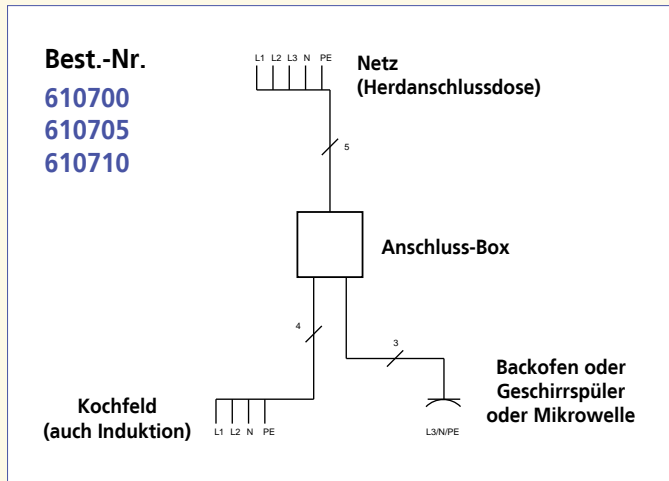 Best.-Nr.
610700
610705
610710
L1 L2 L3 N PE
Netz
(Herdanschlussdose)
5
Anschluss-Box
4
3
Kochfeld
(auch Induktion)
L1 L2 N PE
Backofen oder
Geschirrspüler
oder Mikrowelle
L3/N/PE